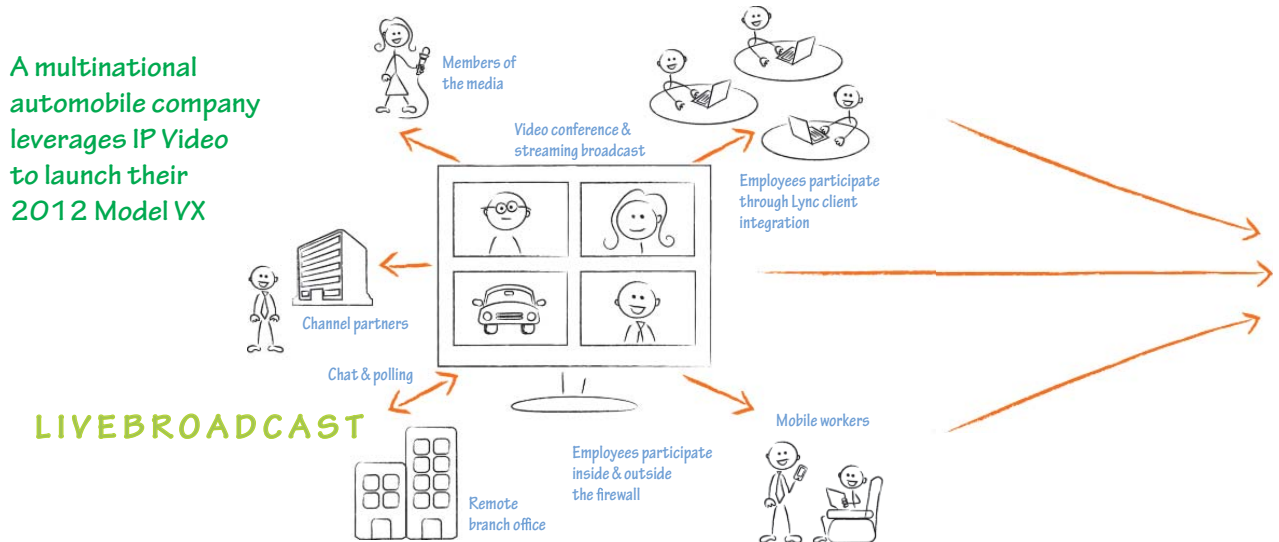 A multinational
automobile company
leverages IP Video
to launch their
2012 Model VX
Members of
the media
Video conference &
streaming broadcast
Employees participate
through Lync client
integration
Channel partners
Chat & polling
LIVEBROADCAST
Mobile workers
Employees participate
inside & outside
the firewall
Remote
branch office